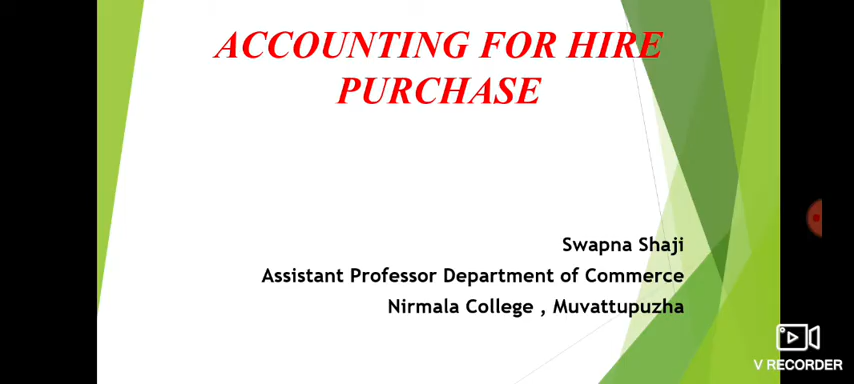 ACCOUNTING FOR HIRE
PURCHASE
Swapna Shaji
Assistant Professor Department of Commerce
Nirmala College , Muvattupuzha
V RECORDER